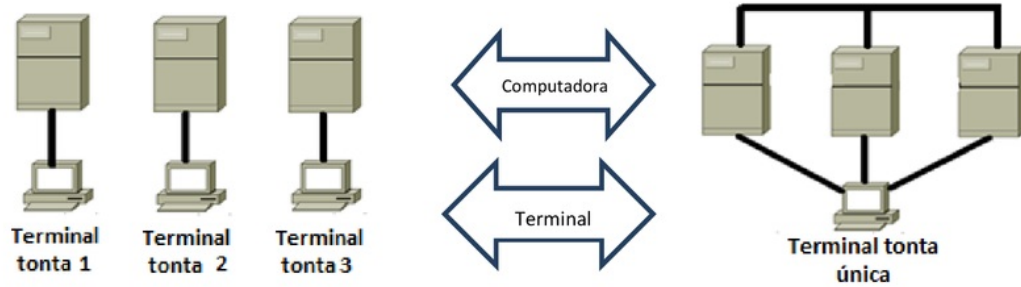 Computadora
Terminal
Terminal
tonta 1
Terminal
tonta 2
Terminal
tonta 3
Terminal tonta
única